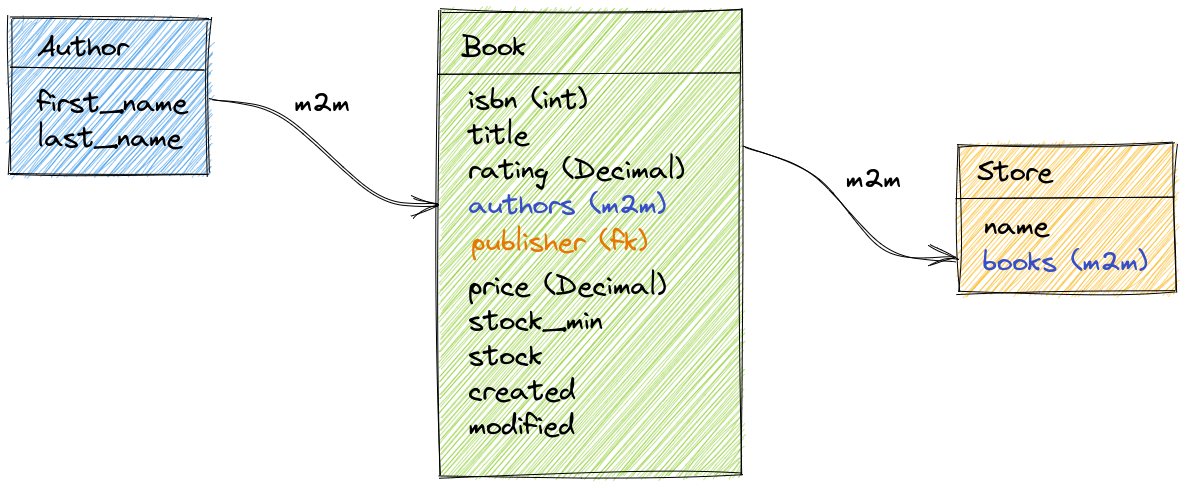 Author
first_name
last_name
m2m
Book
isbn (int)
title
rating (Decimal)
authors (m2m)
publisher (fk)
price (Decimal)
stock_min
stock
created
modified
m2m
Store
name
books (m2m)